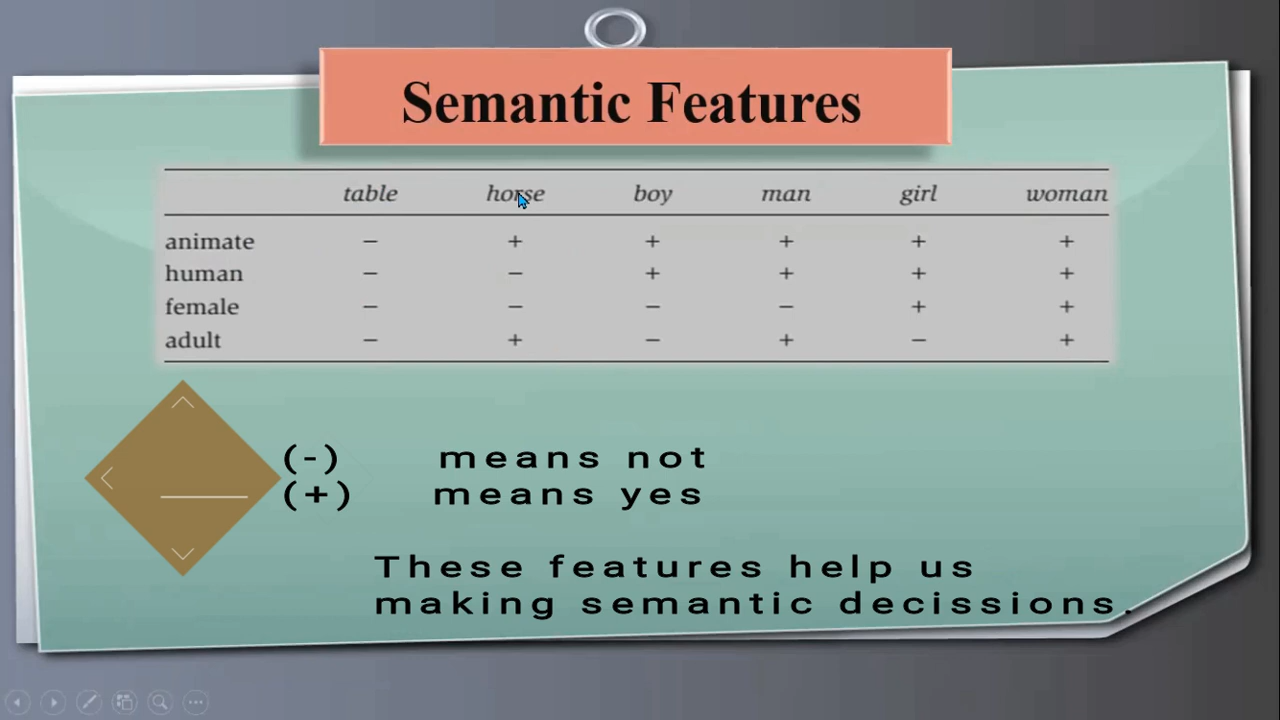 Semantic Features
table horse boy man girl woman
animate − + + + + +
human − − + + + +
female − − − − + +
adult − + − + − +
(-) means not
(+) means yes
These features help us
making semantic decissions.